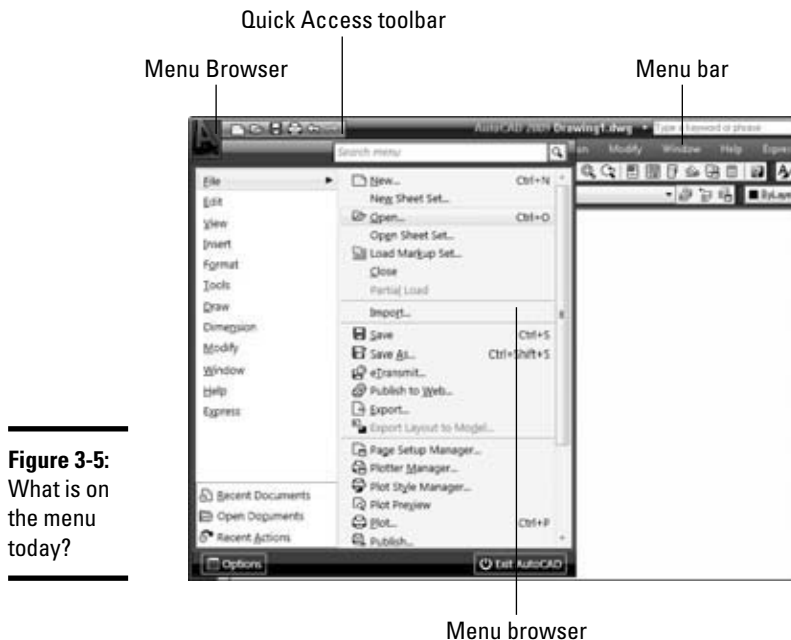 Quick Access toolbar
Menu Browser
Menu bar
AutoCAD 2009 Drawing1.dwg
Type a keyword or phrase
Search menu
Modify Window Help Express
ByLayer
File
Edit
View
Insert
Format
Tools
Draw
Dimension
Modify
Window
Help
Express
New... Ctrl+N
New Sheet Set...
Open... Ctrl+O
Open Sheet Set...
Load Markup Set...
Close
Partial Load
Import...
Save Ctrl+S
Save As... Ctrl+Shift+S
eTransmit...
Publish to Web...
Export...
Export Layout to Model...
Page Setup Manager...
Plotter Manager...
Plot Style Manager...
Plot Preview
Plot... Ctrl+P
Publish...
Recent Documents
Open Documents
Recent Actions
Options
Exit AutoCAD
Figure 3-5:
What is on
the menu
today?
Menu browser